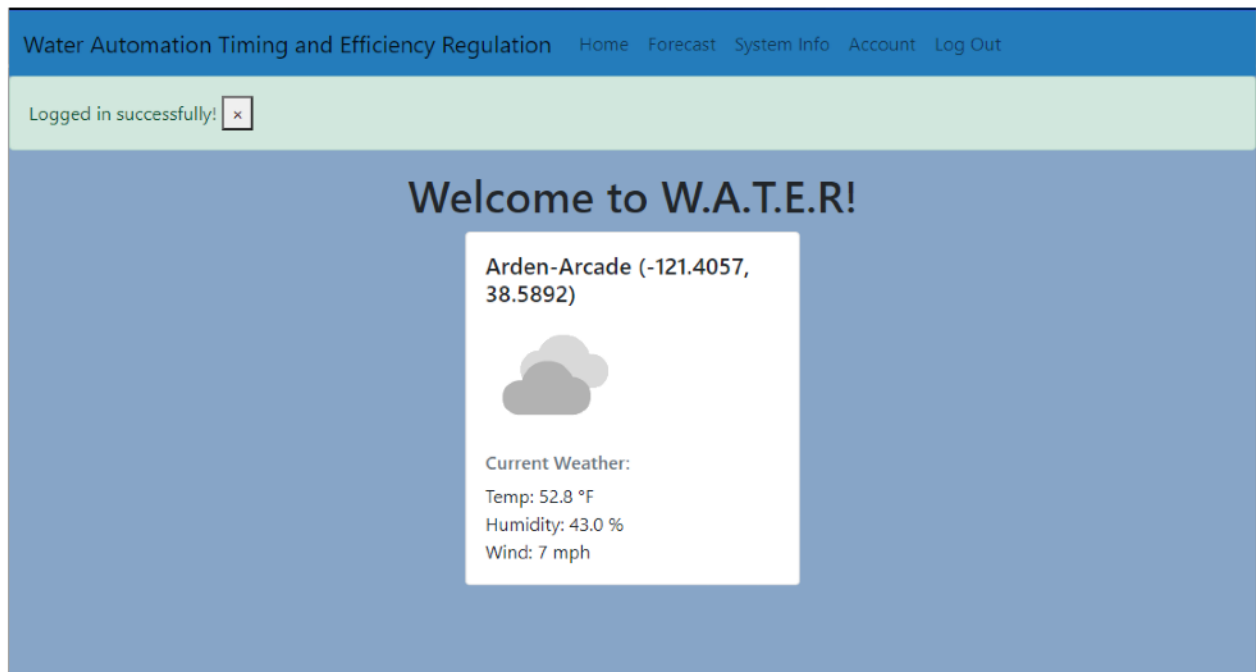 Water Automation Timing and Efficiency Regulation Home Forecast System Info Account Log Out
Logged in successfully! ×
Welcome to W.A.T.E.R!
Arden-Arcade (-121.4057,
38.5892)
Current Weather:
Temp: 52.8 °F
Humidity: 43.0 %
Wind: 7 mph